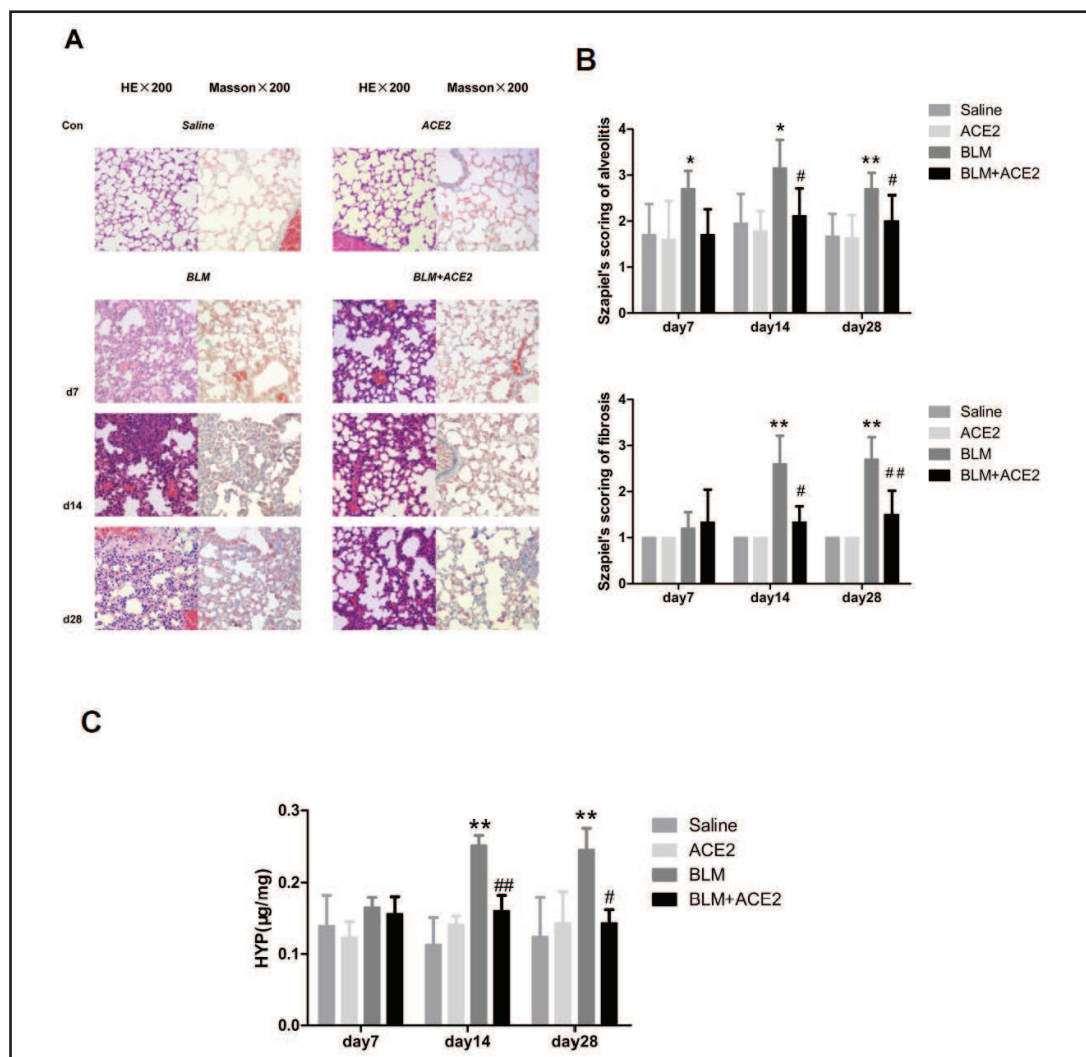 A
HE×200 Masson×200 HE×200 Masson×200
Con Saline ACE2
BLM BLM+ACE2
d7
d14
d28
B
Szapiel's scoring of alveolitis
4
3
2
1
0
* * **
# #
day7 day14 day28
Saline
ACE2
BLM
BLM+ACE2
Szapiel's scoring of fibrosis
4
3
2
1
0
** **
# ##
day7 day14 day28
Saline
ACE2
BLM
BLM+ACE2
C
HYP(μg/mg)
0.3
0.2
0.1
0.0
** **
## #
day7 day14 day28
Saline
ACE2
BLM
BLM+ACE2